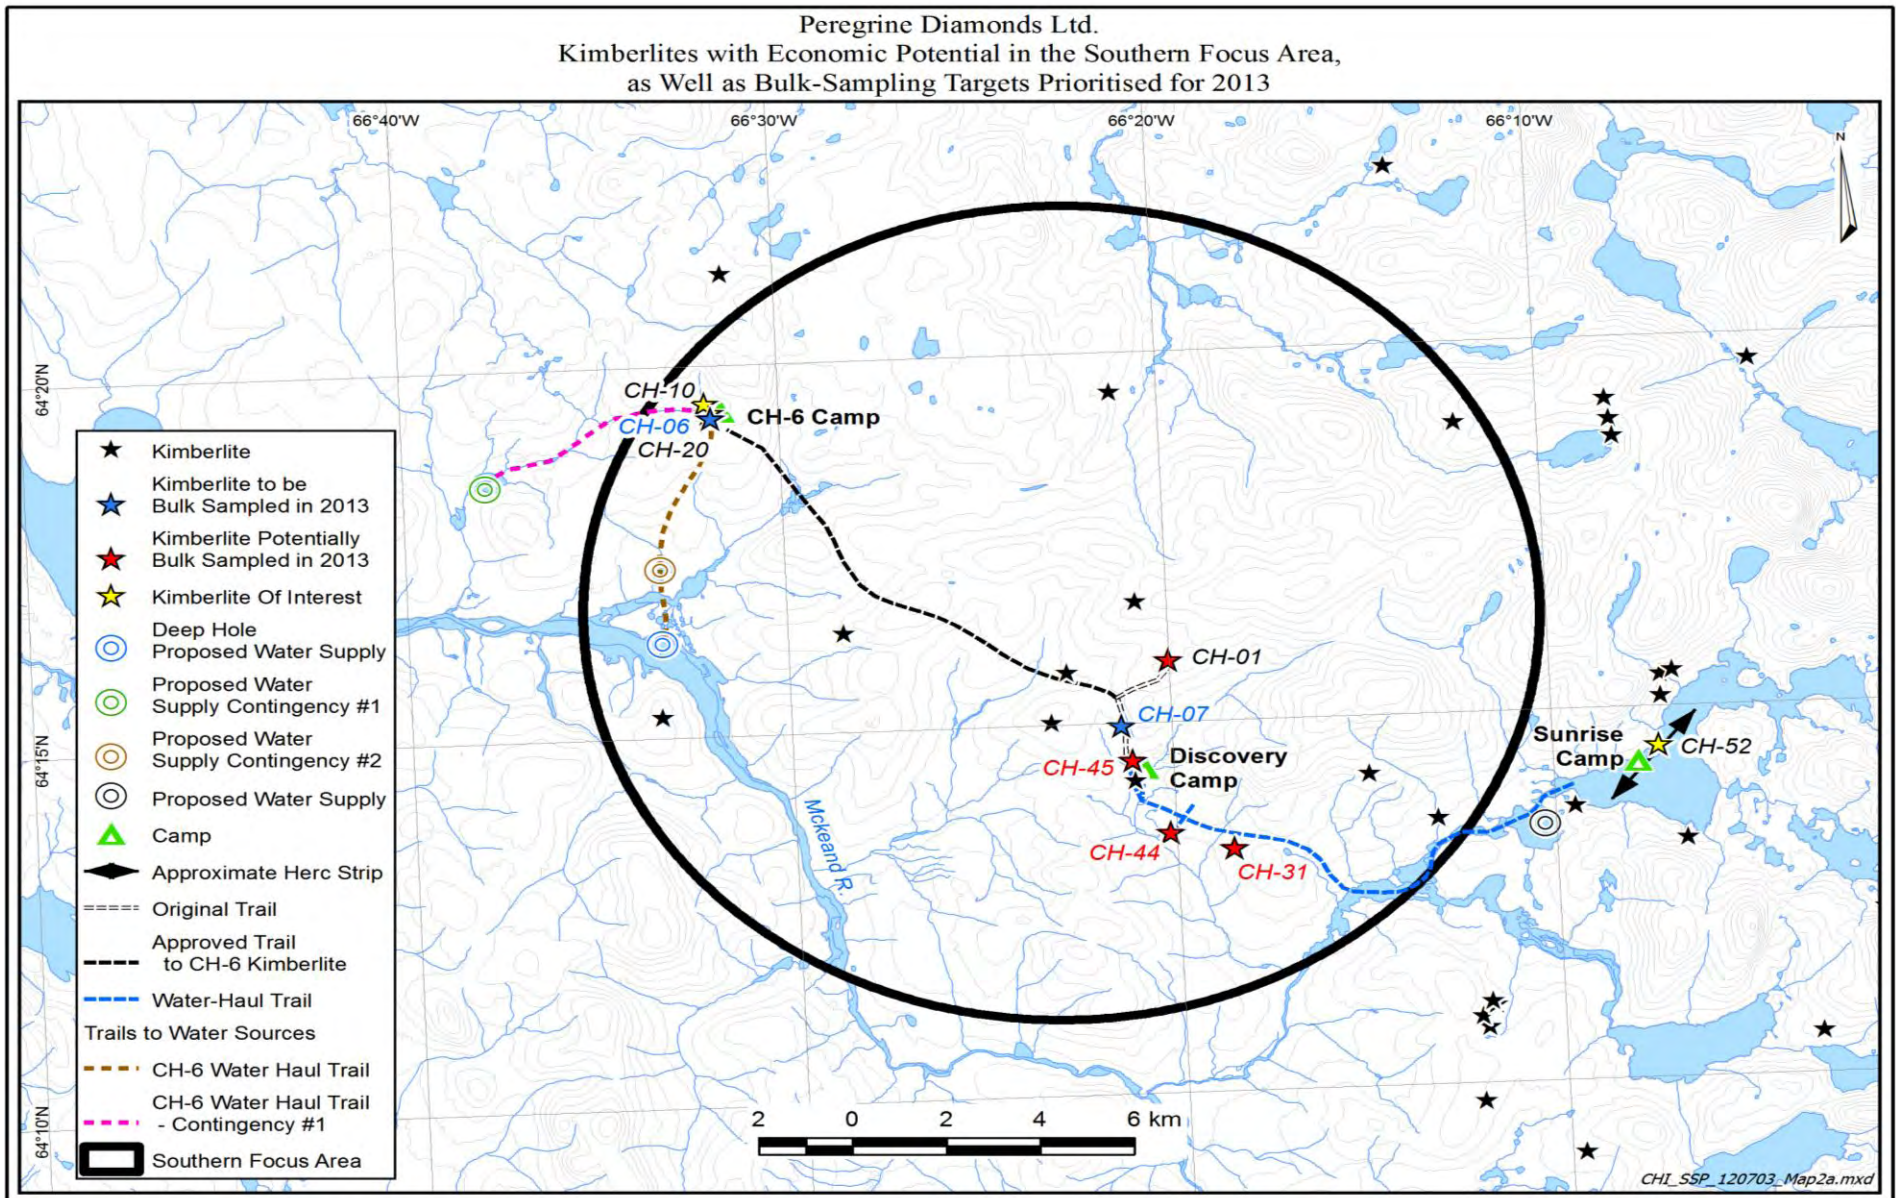 Peregrine Diamonds Ltd.
Kimberlites with Economic Potential in the Southern Focus Area,
as Well as Bulk-Sampling Targets Prioritised for 2013
66°40'W
66°30'W
66°20'W
66°10'W
N
64°20'N
64°15'N
64°10'N
CH-10
CH-06
CH-20
CH-6 Camp
CH-01
CH-07
CH-45
Discovery
Camp
CH-44
CH-31
Sunrise
Camp
CH-52
Mckeand R.
Kimberlite
Kimberlite to be
Bulk Sampled in 2013
Kimberlite Potentially
Bulk Sampled in 2013
Kimberlite Of Interest
Deep Hole
Proposed Water Supply
Proposed Water
Supply Contingency #1
Proposed Water
Supply Contingency #2
Proposed Water Supply
Camp
Approximate Herc Strip
Original Trail
Approved Trail
to CH-6 Kimberlite
Water-Haul Trail
Trails to Water Sources
CH-6 Water Haul Trail
CH-6 Water Haul Trail
- Contingency #1
Southern Focus Area
2 0 2 4 6 km
CHI_SSP_120703_Map2a.mxd